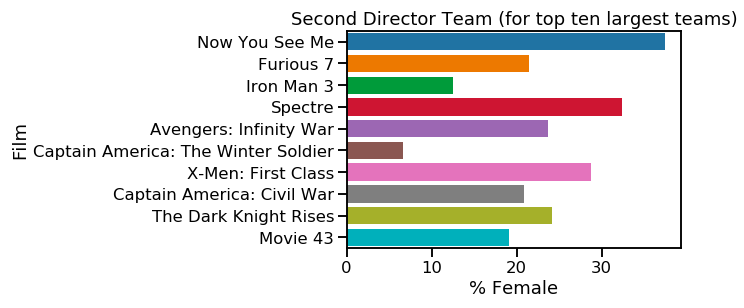 Second Director Team (for top ten largest teams)
Now You See Me
Furious 7
Iron Man 3
Spectre
Avengers: Infinity War
Captain America: The Winter Soldier
X-Men: First Class
Captain America: Civil War
The Dark Knight Rises
Movie 43
Film
0 10 20 30
% Female